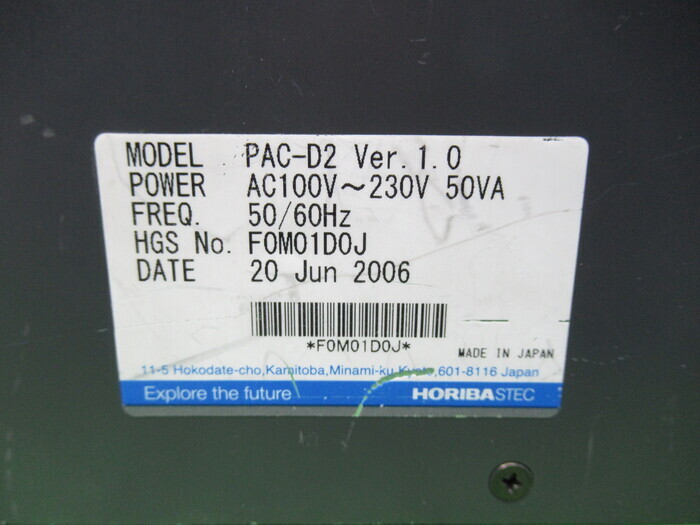 MODEL PAC-D2 Ver.1.0
POWER AC100V～230V 50VA
FREQ. 50/60Hz
HGS No. F0M01D0J
DATE 20 Jun 2006
*F0M01D0J*
MADE IN JAPAN
11-5 Hokodate-cho,Kamitoba,Minami-ku,Kyoto,601-8116 Japan
Explore the future HORIBASTEC